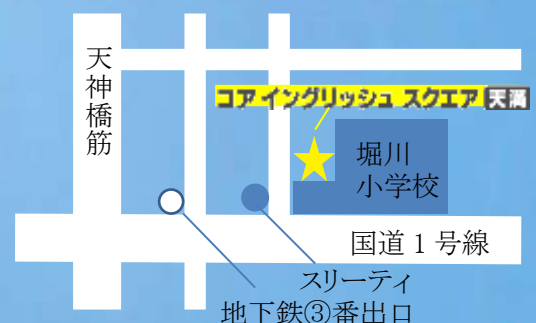 天神橋筋
コア イングリッシュ スクエア 天満
堀川
小学校
国道1号線
スリーティ
地下鉄③番出口